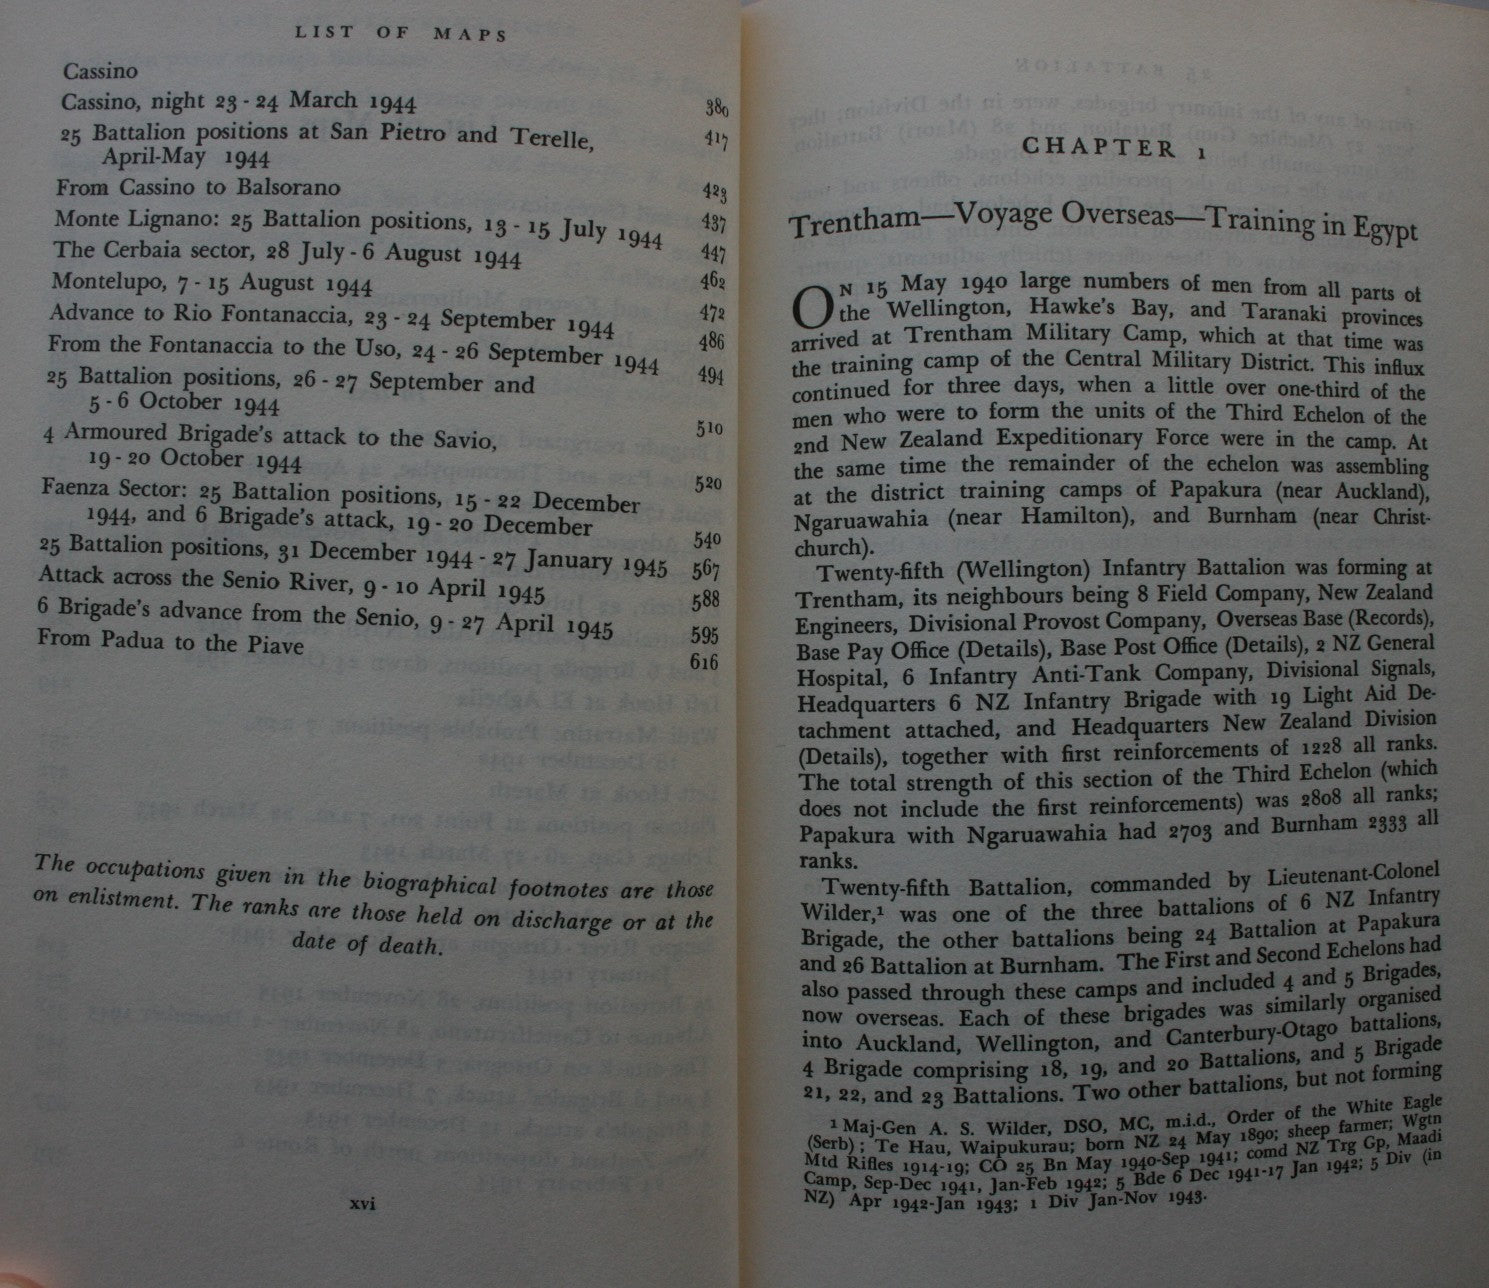 LIST OF MAPS
Cassino
Cassino, night 23 - 24 March 1944 380
25 Battalion positions at San Pietro and Terelle, 417
April-May 1944
From Cassino to Balsorano 423
Monte Lignano: 25 Battalion positions, 13 - 15 July 1944 437
The Cerbaia sector, 28 July - 6 August 1944 447
Montelupo, 7 - 15 August 1944 462
Advance to Rio Fontanaccia, 23 - 24 September 1944 472
From the Fontanaccia to the Uso, 24 - 26 September 1944 486
25 Battalion positions, 26 - 27 September and 494
5 - 6 October 1944
4 Armoured Brigade's attack to the Savio, 510
19 - 20 October 1944
Faenza Sector: 25 Battalion positions, 15 - 22 December 520
1944, and 6 Brigade's attack, 19 - 20 December
25 Battalion positions, 31 December 1944 - 27 January 1945 540
Attack across the Senio River, 9 - 10 April 1945 567
6 Brigade's advance from the Senio, 9 - 27 April 1945 588
From Padua to the Piave 595
616
The occupations given in the biographical footnotes are those
on enlistment. The ranks are those held on discharge or at the
date of death.
xvi
CHAPTER 1
Trentham—Voyage Overseas—Training in Egypt
ON 15 May 1940 large numbers of men from all parts of
the Wellington, Hawke's Bay, and Taranaki provinces
arrived at Trentham Military Camp, which at that time was
the training camp of the Central Military District. This influx
continued for three days, when a little over one-third of the
men who were to form the units of the Third Echelon of the
2nd New Zealand Expeditionary Force were in the camp. At
the same time the remainder of the echelon was assembling
at the district training camps of Papakura (near Auckland),
Ngaruawahia (near Hamilton), and Burnham (near Christ-
church).
Twenty-fifth (Wellington) Infantry Battalion was forming at
Trentham, its neighbours being 8 Field Company, New Zealand
Engineers, Divisional Provost Company, Overseas Base (Records),
Base Pay Office (Details), Base Post Office (Details), 2 NZ General
Hospital, 6 Infantry Anti-Tank Company, Divisional Signals,
Headquarters 6 NZ Infantry Brigade with 19 Light Aid De-
tachment attached, and Headquarters New Zealand Division
(Details), together with first reinforcements of 1228 all ranks.
The total strength of this section of the Third Echelon (which
does not include the first reinforcements) was 2808 all ranks;
Papakura with Ngaruawahia had 2703 and Burnham 2333 all
ranks.
Twenty-fifth Battalion, commanded by Lieutenant-Colonel
Wilder,¹ was one of the three battalions of 6 NZ Infantry
Brigade, the other battalions being 24 Battalion at Papakura
and 26 Battalion at Burnham. The First and Second Echelons had
also passed through these camps and included 4 and 5 Brigades,
now overseas. Each of these brigades was similarly organised
into Auckland, Wellington, and Canterbury-Otago battalions,
4 Brigade comprising 18, 19, and 20 Battalions, and 5 Brigade
21, 22, and 23 Battalions. Two other battalions, but not forming
¹ Maj-Gen A. S. Wilder, DSO, MC, m.i.d., Order of the White Eagle
(Serb); Te Hau, Waipukurau; born NZ 24 May 1890; sheep farmer; Wgtn
Mtd Rifles 1914-19; CO 25 Bn May 1940-Sep 1941; comd NZ Trg Gp, Maadi
Camp, Sep-Dec 1941, Jan-Feb 1942; 5 Bde 6 Dec 1941-17 Jan 1942; 5 Div (in
NZ) Apr 1942-Jan 1943; 1 Div Jan-Nov 1943.